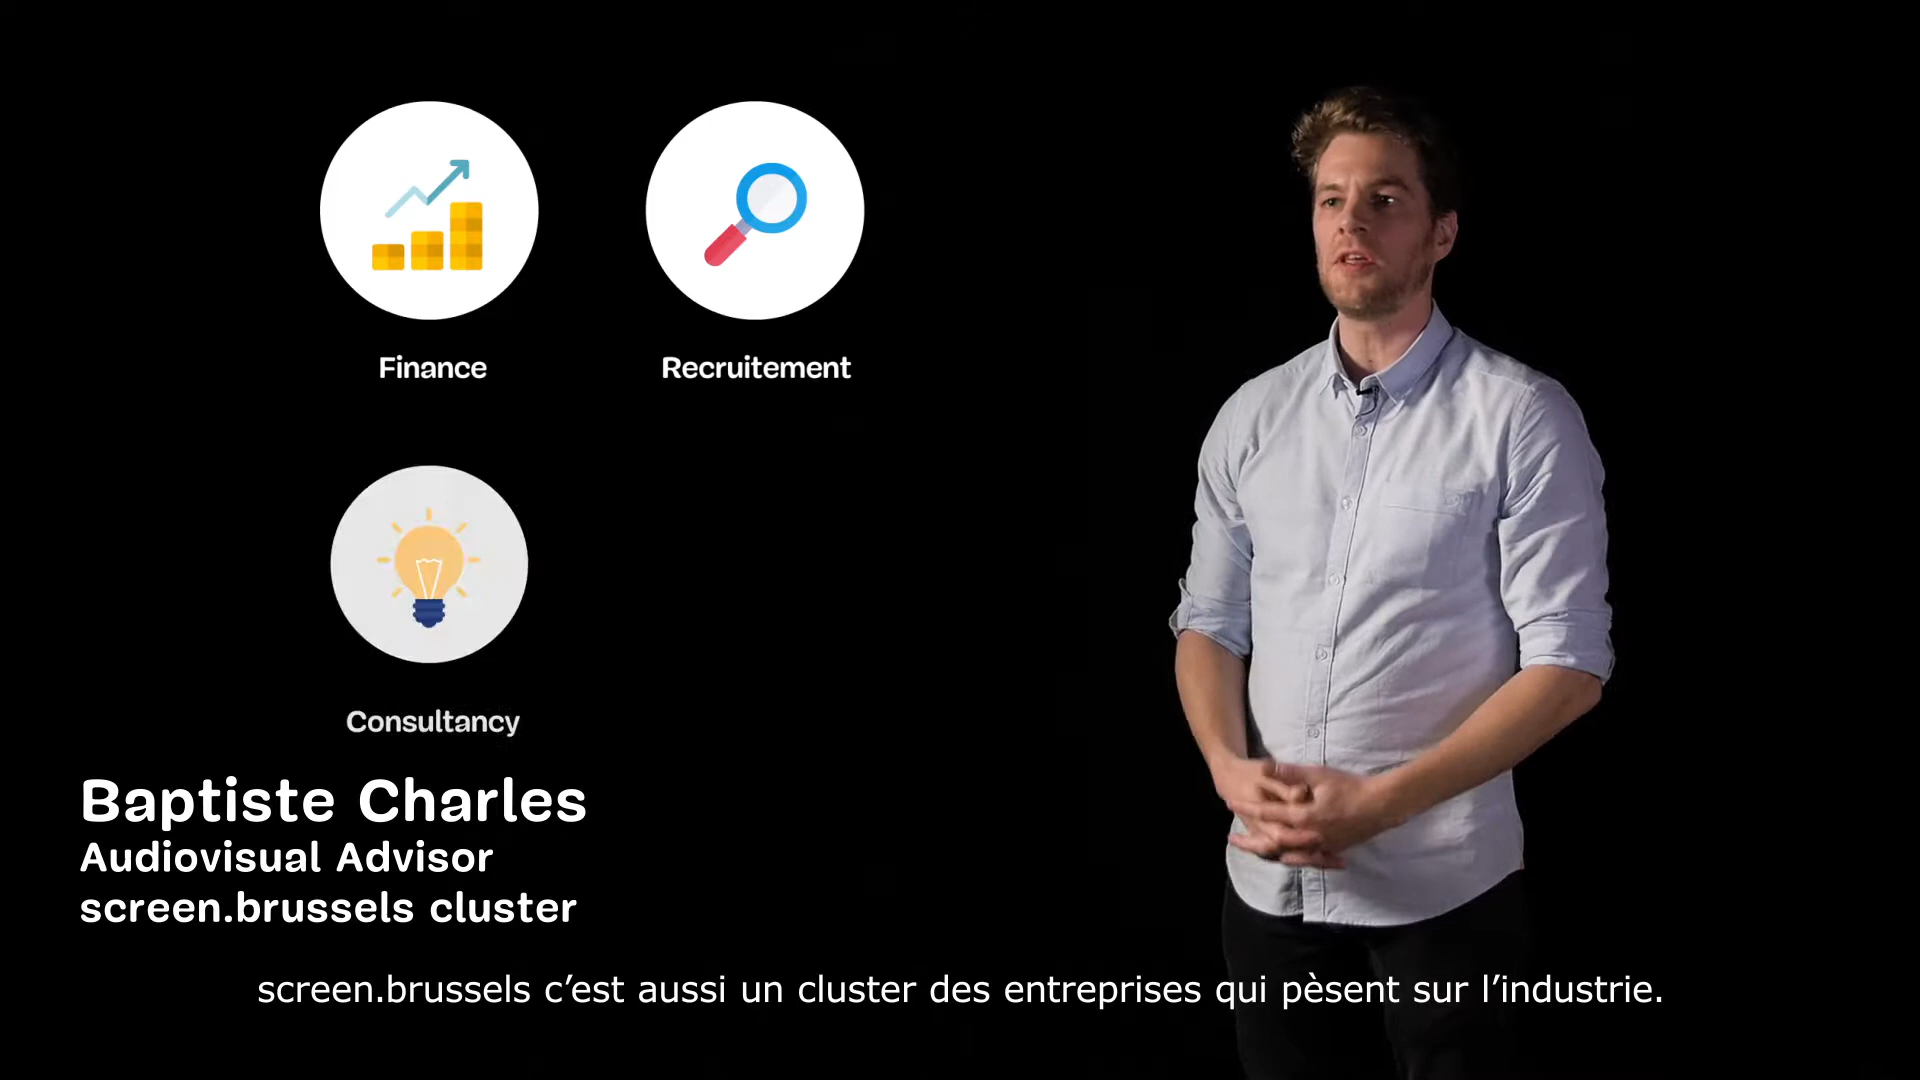 Finance
Recruitement
Consultancy
Baptiste Charles
Audiovisual Advisor
screen.brussels cluster
screen.brussels c’est aussi un cluster des entreprises qui pèsent sur l’industrie.